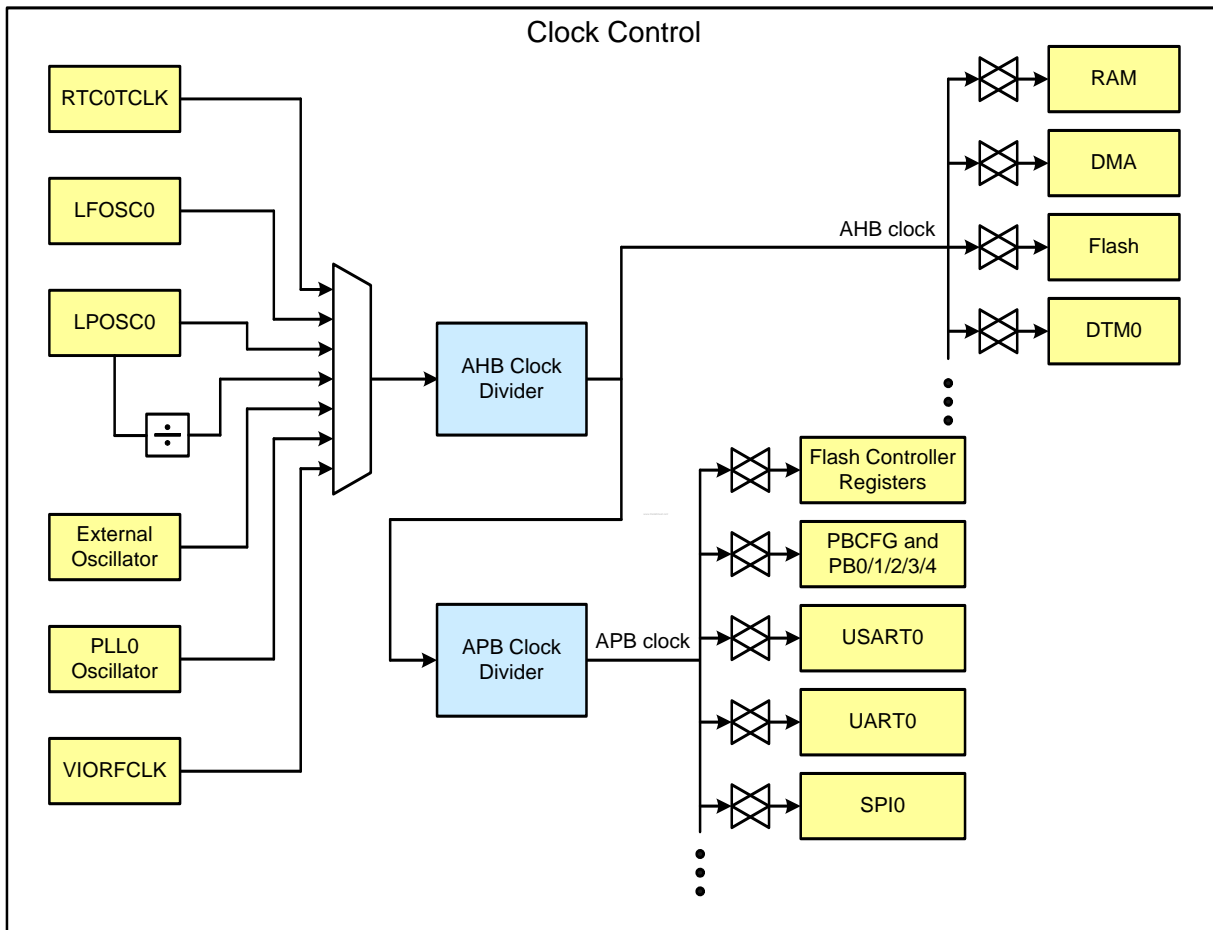 Clock Control
RTC0TCLK
LFOSC0
LPOSC0
÷
External
Oscillator
PLL0
Oscillator
VIORFCLK
AHB Clock
Divider
APB Clock
Divider
AHB clock
RAM
DMA
Flash
DTM0
APB clock
Flash Controller
Registers
PBCFG and
PB0/1/2/3/4
USART0
UART0
SPI0